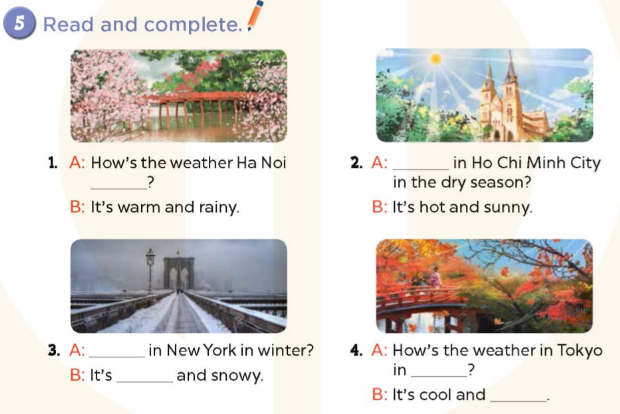 5 Read and complete.
1. A: How's the weather Ha Noi
_______?
B: It's warm and rainy.
2. A: _______ in Ho Chi Minh City
in the dry season?
B: It's hot and sunny.
3. A: _______ in New York in winter?
B: It's _______ and snowy.
4. A: How's the weather in Tokyo
in _______?
B: It's cool and _______.